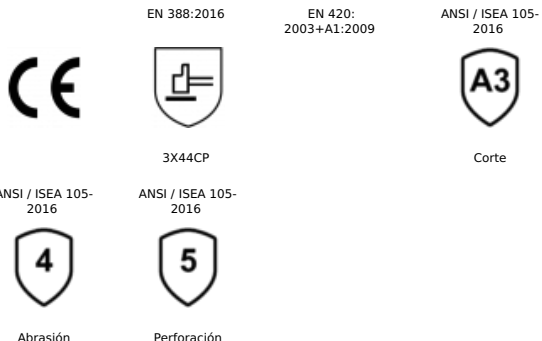 EN 388:2016
EN 420:
2003+A1:2009
ANSI / ISEA 105-
2016
CE
A3
3X44CP
Corte
ANSI / ISEA 105-
2016
ANSI / ISEA 105-
2016
4
5
Abrasión
Perforación